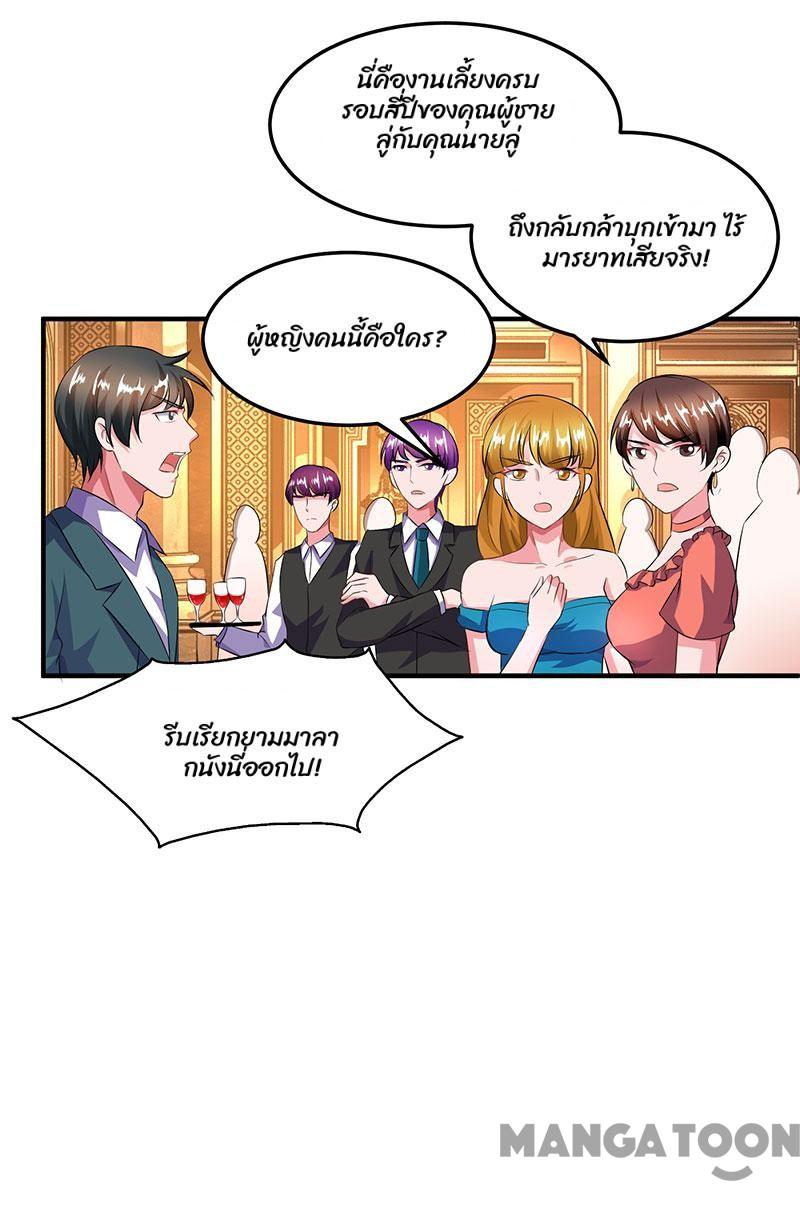 นี่คืองานเลี้ยงครบ
รอบสี่ปีของคุณผู้ชาย
ลู่กับคุณนายลู่
ถึงกลับกล้าบุกเข้ามา ไร้
มารยาทเสียจริง!
ผู้หญิงคนนี้คือใคร?
รีบเรียกยามมาลา
กนังนี่ออกไป!
MANGATOON